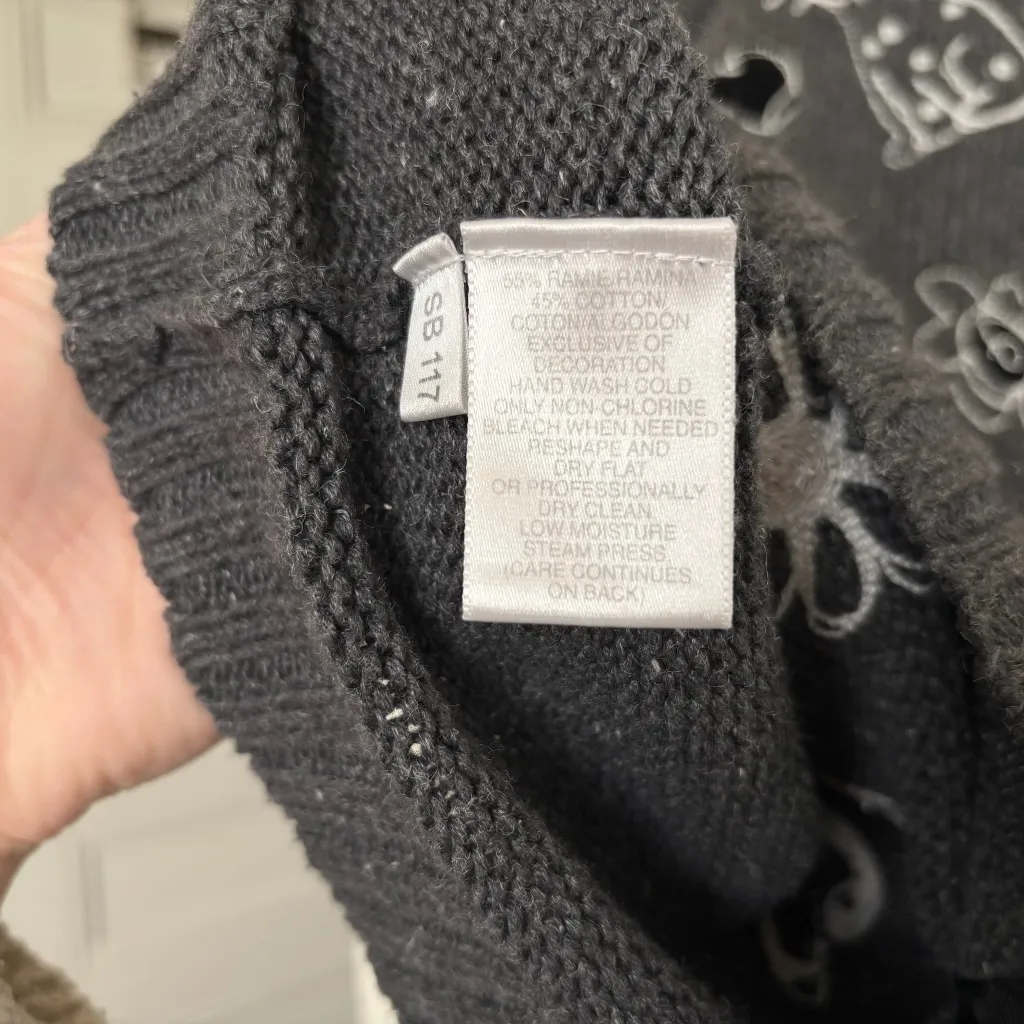 SB 117
55% RAMIE/RAMIN/
45% COTTON/
COTON/ALGODON
EXCLUSIVE OF
DECORATION
HAND WASH COLD
ONLY NON-CHLORINE
BLEACH WHEN NEEDED
RESHAPE AND
DRY FLAT
OR PROFESSIONALLY
DRY CLEAN
LOW MOISTURE
STEAM PRESS
(CARE CONTINUES
ON BACK)